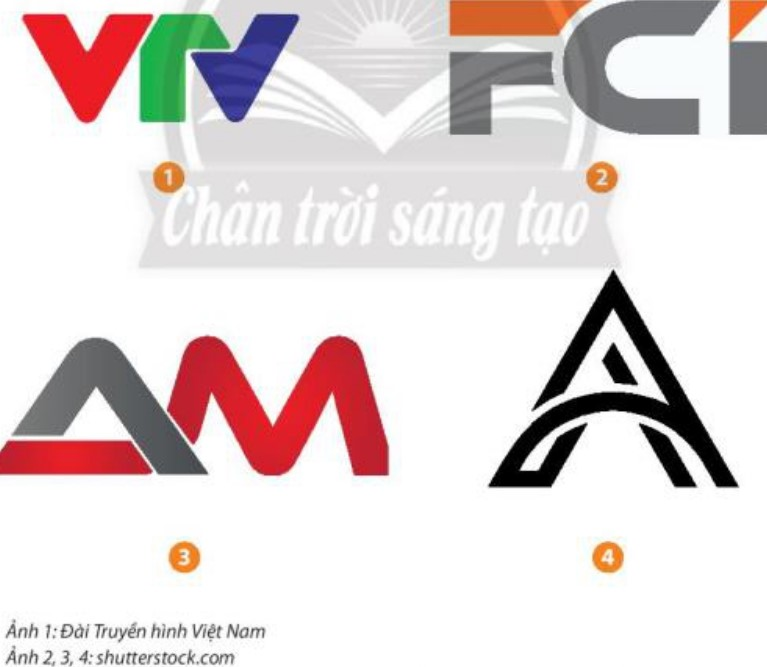 VTV
FCI
1
2
Chân trời sáng tạo
AM
A
3
4
Ảnh 1: Đài Truyền hình Việt Nam
Ảnh 2, 3, 4: shutterstock.com